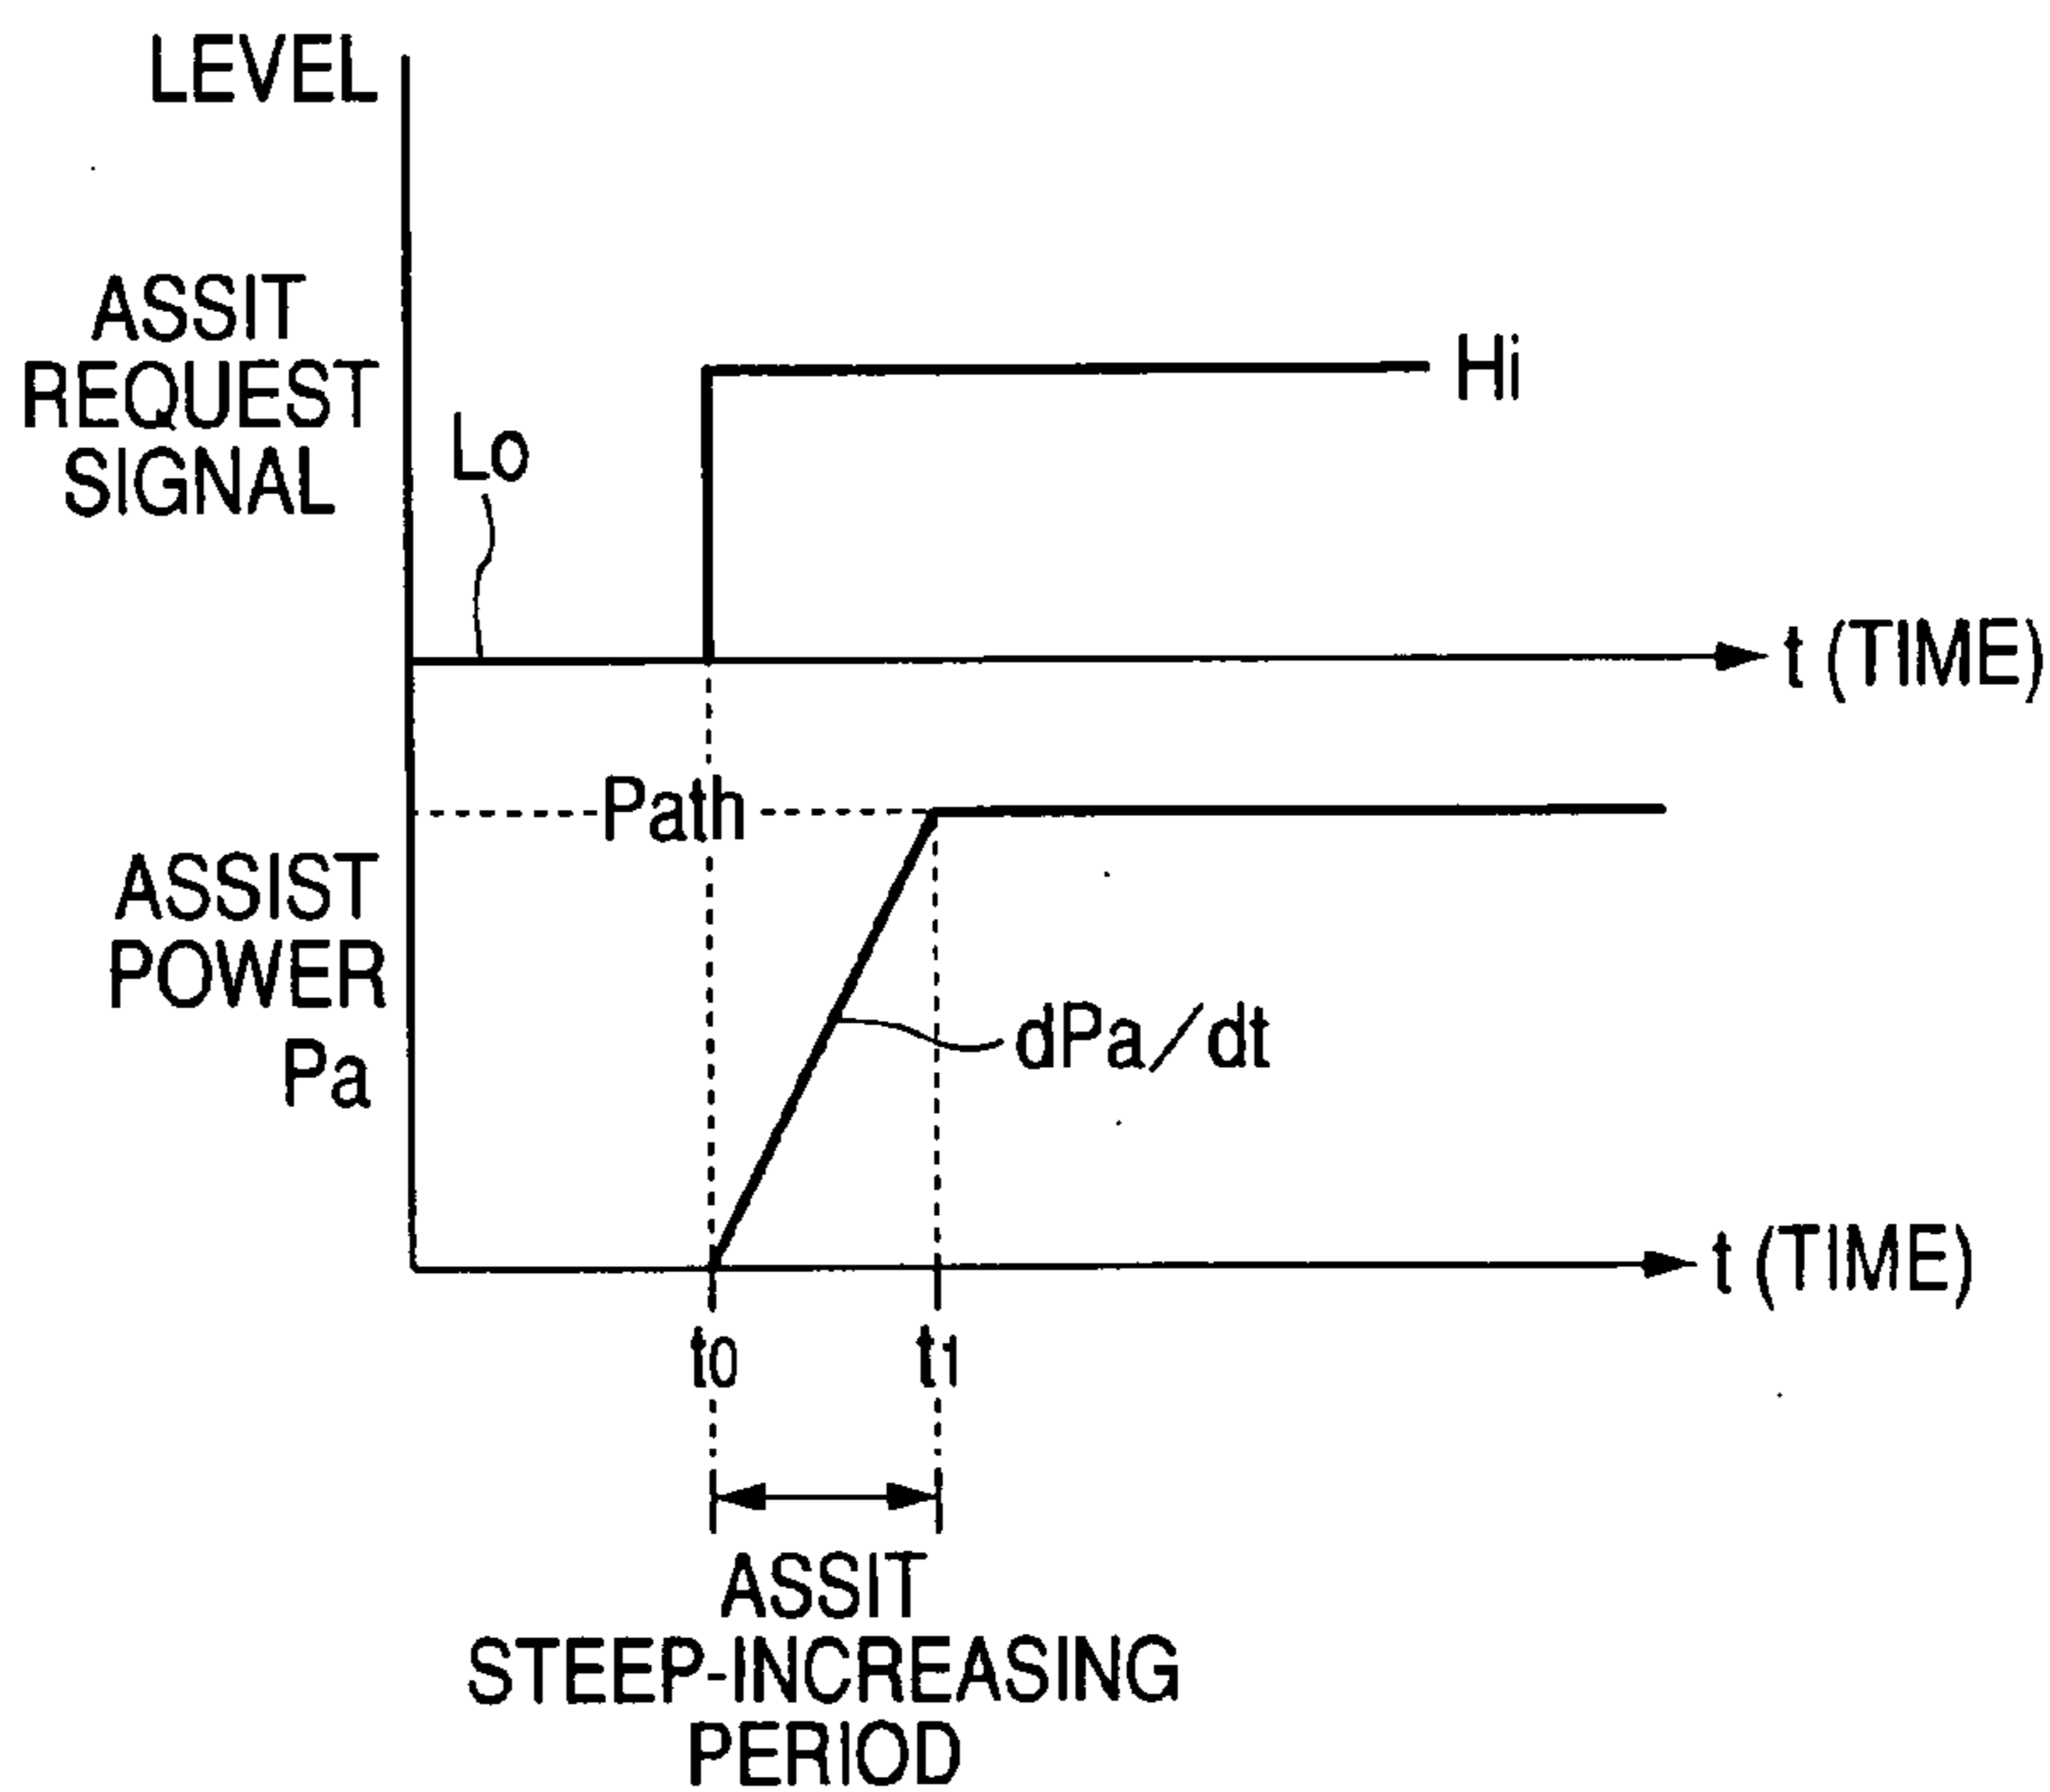 LEVEL
ASSIT
REQUEST
SIGNAL
Lo
Hi
t (TIME)
Path
ASSIST
POWER
Pa
dPa/dt
t (TIME)
t0
t1
ASSIT
STEEP-INCREASING
PERIOD